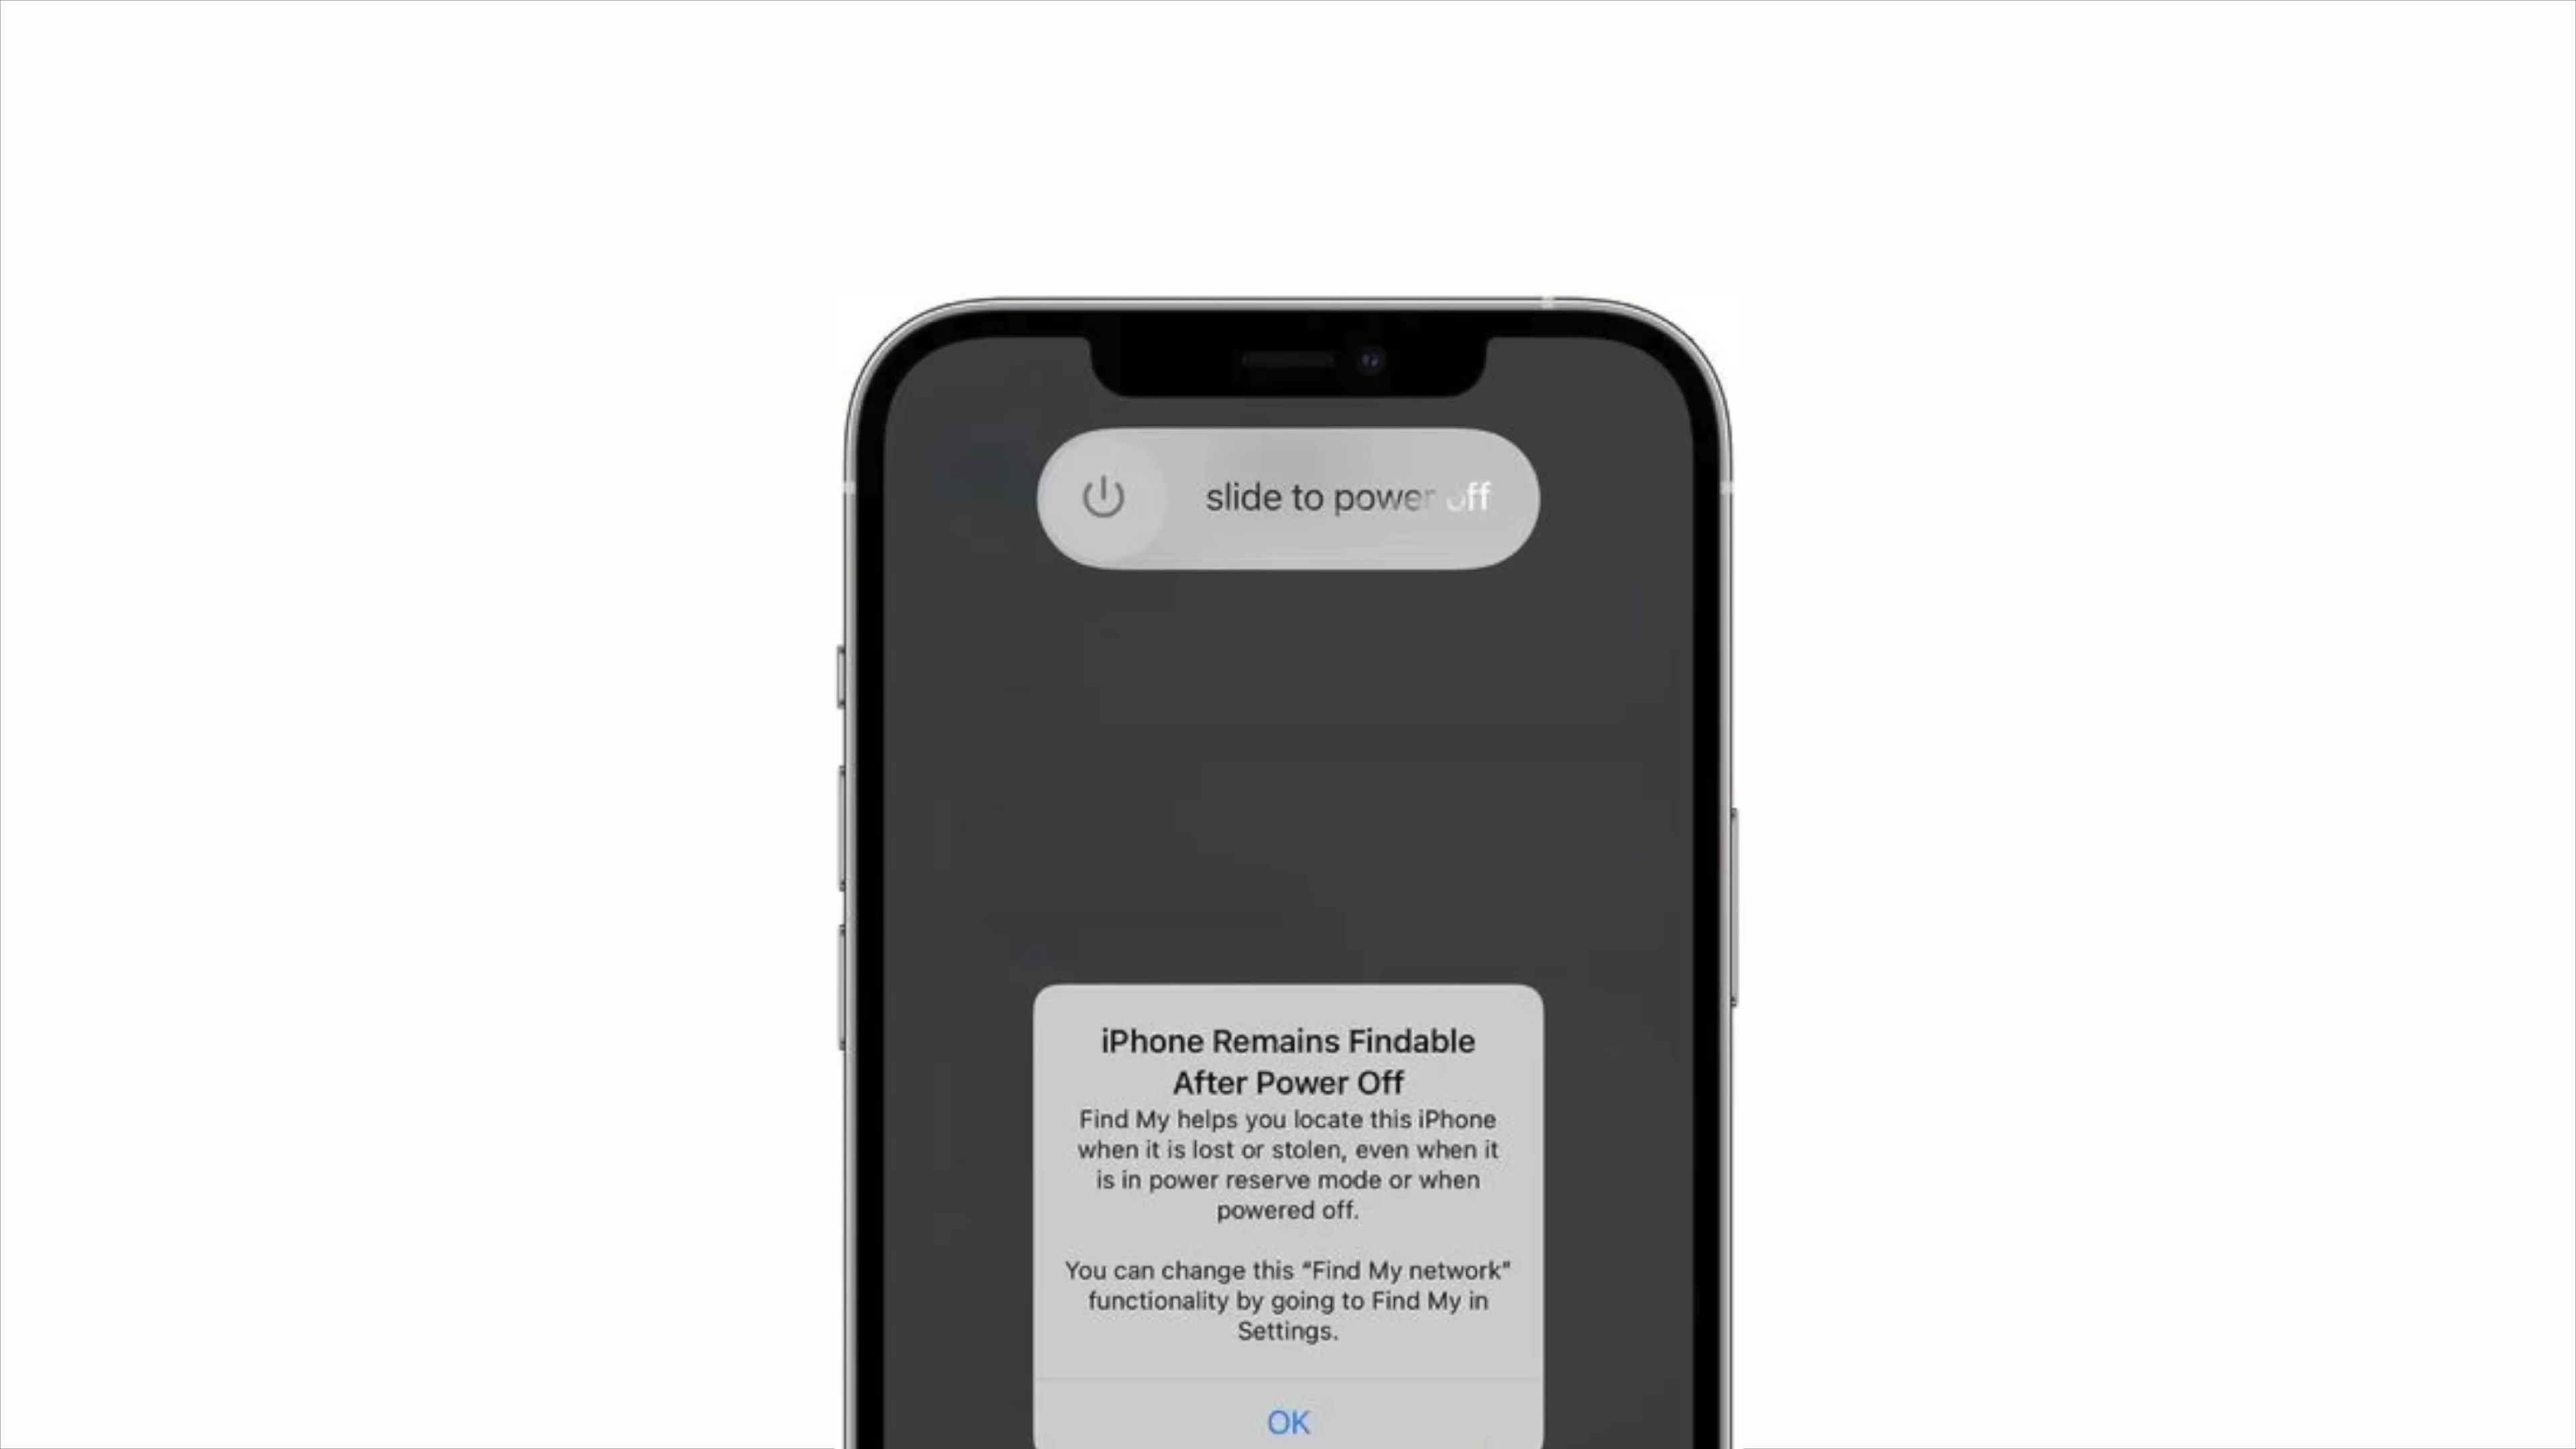 slide to power off
iPhone Remains Findable
After Power Off
Find My helps you locate this iPhone
when it is lost or stolen, even when it
is in power reserve mode or when
powered off.
You can change this “Find My network”
functionality by going to Find My in
Settings.
OK